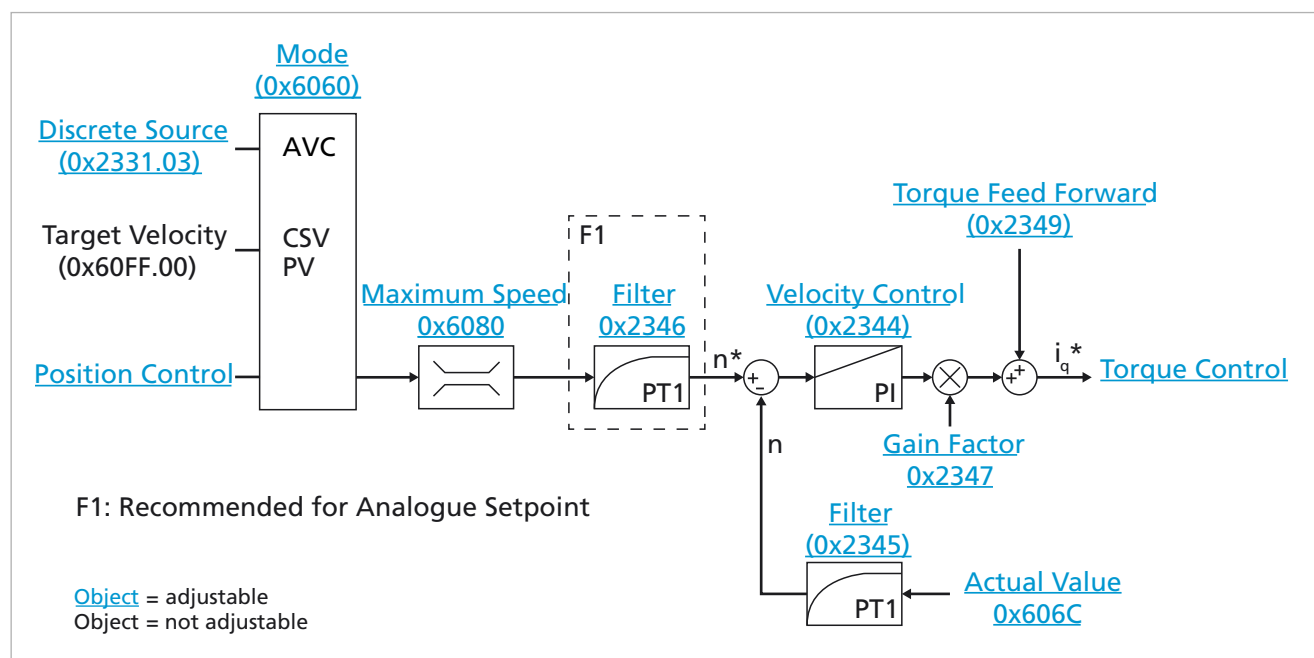 Mode
(0x6060)
Discrete Source
(0x2331.03)
AVC
Torque Feed Forward
(0x2349)
Target Velocity
(0x60FF.00)
CSV
PV
F1
Maximum Speed
0x6080
Filter
0x2346
Velocity Control
(0x2344)
Position Control
PT1
n*
+
-
PI
++
iq*
Torque Control
n
Gain Factor
0x2347
F1: Recommended for Analogue Setpoint
Filter
(0x2345)
PT1
Actual Value
0x606C
Object = adjustable
Object = not adjustable